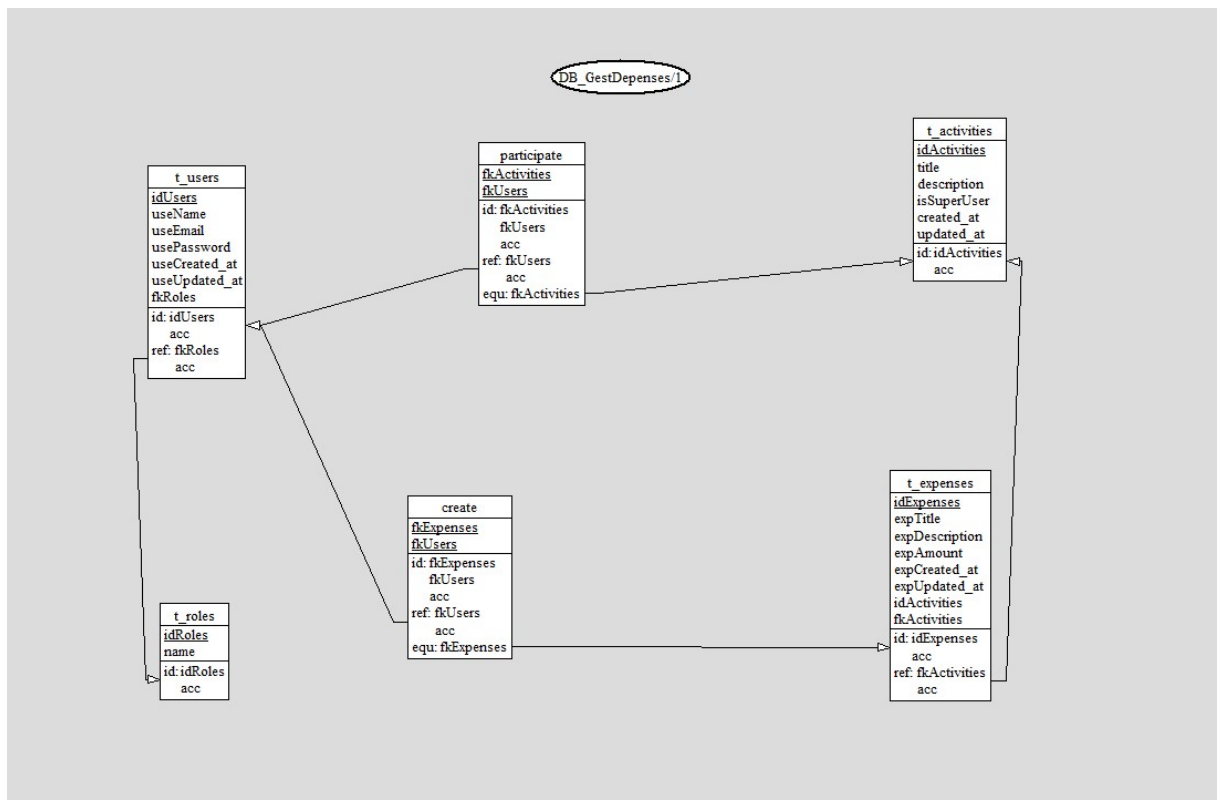 DB_GestDepenses/1
t_users
idUsers
useName
useEmail
usePassword
useCreated_at
useUpdated_at
fkRoles
id: idUsers
acc
ref: fkRoles
acc
participate
fkActivities
fkUsers
id: fkActivities
fkUsers
acc
ref: fkUsers
acc
equ: fkActivities
t_activities
idActivities
title
description
isSuperUser
created_at
updated_at
id: idActivities
acc
t_roles
idRoles
name
id: idRoles
acc
create
fkExpenses
fkUsers
id: fkExpenses
fkUsers
acc
ref: fkUsers
acc
equ: fkExpenses
t_expenses
idExpenses
expTitle
expDescription
expAmount
expCreated_at
expUpdated_at
idActivities
fkActivities
id: idExpenses
acc
ref: fkActivities
acc